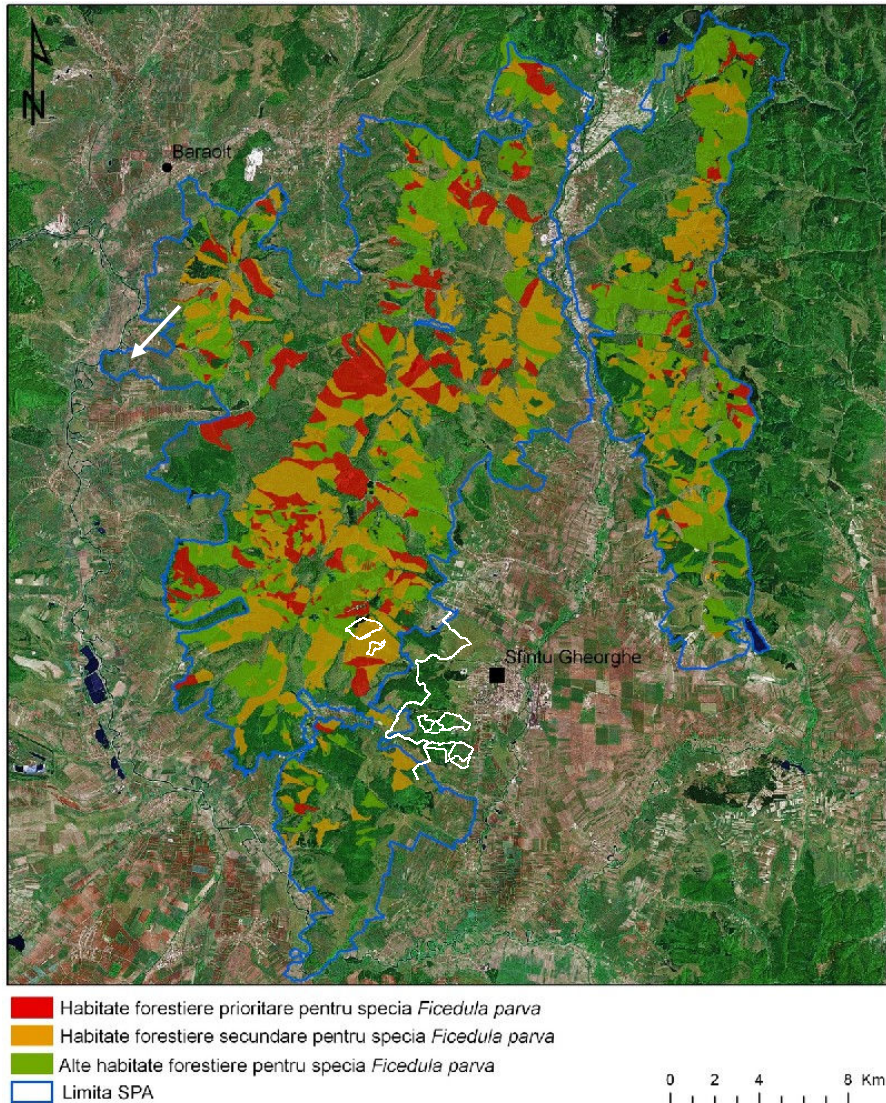 N
Baraolt
Sfîntu Gheorghe
Habitate forestiere prioritare pentru specia Ficedula parva
Habitate forestiere secundare pentru specia Ficedula parva
Alte habitate forestiere pentru specia Ficedula parva
Limita SPA
0 2 4 8 Km